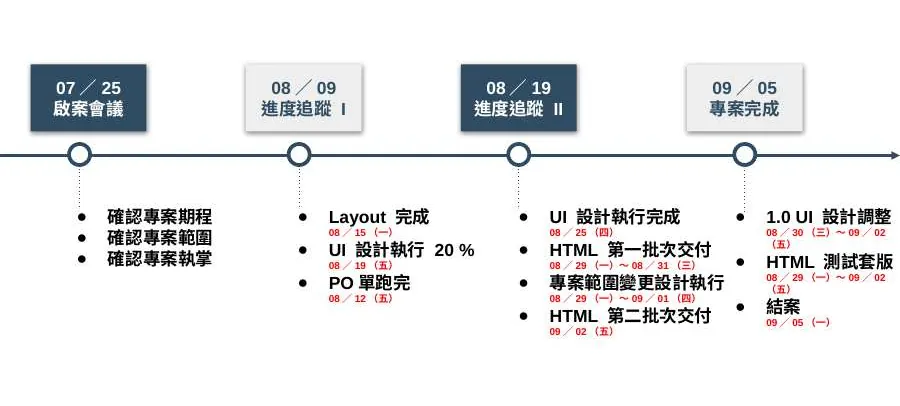 07 ／ 25
啟案會議
08 ／ 09
進度追蹤 I
08 ／ 19
進度追蹤 II
09 ／ 05
專案完成
● 確認專案期程
● 確認專案範圍
● 確認專案執掌
● Layout 完成
08 ／ 15 （一）
● UI 設計執行 20 %
08 ／ 19 （五）
● PO 單跑完
08 ／ 12 （五）
● UI 設計執行完成
08 ／ 25 （四）
● HTML 第一批次交付
08 ／ 29 （一）～ 08 ／ 31 （三）
● 專案範圍變更設計執行
08 ／ 29 （一）～ 09 ／ 01 （四）
● HTML 第二批次交付
09 ／ 02 （五）
● 1.0 UI 設計調整
08 ／ 30 （三）～ 09 ／ 02
（五）
● HTML 測試套版
08 ／ 29 （一）～ 09 ／ 02
（五）
● 結案
09 ／ 05 （一）